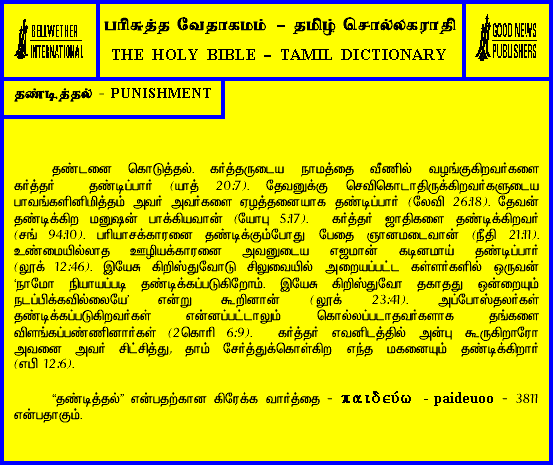 BELLWETHER
INTERNATIONAL
பரிசுத்த வேதாகமம் – தமிழ் சொல்லகராதி
THE HOLY BIBLE – TAMIL DICTIONARY
GOOD NEWS
PUBLISHERS
தண்டித்தல் - PUNISHMENT
தண்டனை கொடுத்தல். கர்த்தருடைய நாமத்தை வீணில் வழங்குகிறவர்களை
கர்த்தர் தண்டிப்பார் (யாத் 20:7). தேவனுக்கு செவிகொடாதிருக்கிறவர்களுடைய
பாவங்களினிமித்தம் அவர் அவர்களை ஏழத்தனையாக தண்டிப்பார் (லேவி 26:18). தேவன்
தண்டிக்கிற மனுஷன் பாக்கியவான் (யோபு 5:17). கர்த்தர் ஜாதிகளை தண்டிக்கிறவர்
(சங் 94:10). பரியாசக்காரனை தண்டிக்கும்போது பேதை ஞானமடைவான் (நீதி 21:11).
உண்மையில்லாத ஊழியக்காரனை அவனுடைய எஜமான் கடினமாய் தண்டிப்பார்
(லூக் 12:46). இயேசு கிறிஸ்துவோடு சிலுவையில் அறையப்பட்ட கள்ளர்களில் ஒருவன்
'நாமோ நியாயப்படி தண்டிக்கப்படுகிறோம். இயேசு கிறிஸ்துவோ தகாதது ஒன்றையும்
நடப்பிக்கவில்லையே' என்று கூறினான் (லூக் 23:41). அப்போஸ்தலர்கள்
தண்டிக்கப்படுகிறவர்கள் என்னப்பட்டாலும் கொல்லப்படாதவர்களாக தங்களை
விளங்கப்பண்ணினார்கள் (2கொரி 6:9). கர்த்தர் எவனிடத்தில் அன்பு கூருகிறாரோ
அவனை அவர் சிட்சித்து, தாம் சேர்த்துக்கொள்கிற எந்த மகனையும் தண்டிக்கிறார்
(எபி 12:6).
“தண்டித்தல்” என்பதற்கான கிரேக்க வார்த்தை - παιδεύω - paideuoo - 3811
என்பதாகும்.